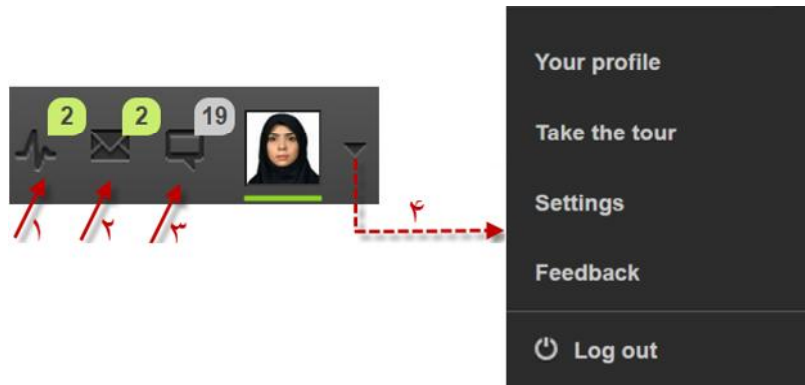 2
2
19
۱
۲
۳
۴
Your profile
Take the tour
Settings
Feedback
Log out